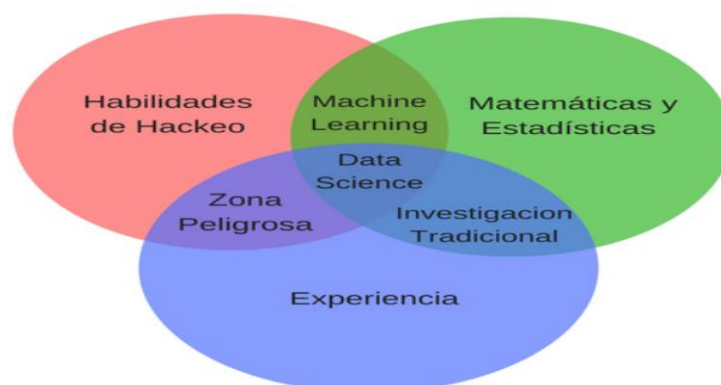 Habilidades
de Hackeo
Machine
Learning
Matemáticas y
Estadísticas
Data
Science
Zona
Peligrosa
Investigacion
Tradicional
Experiencia